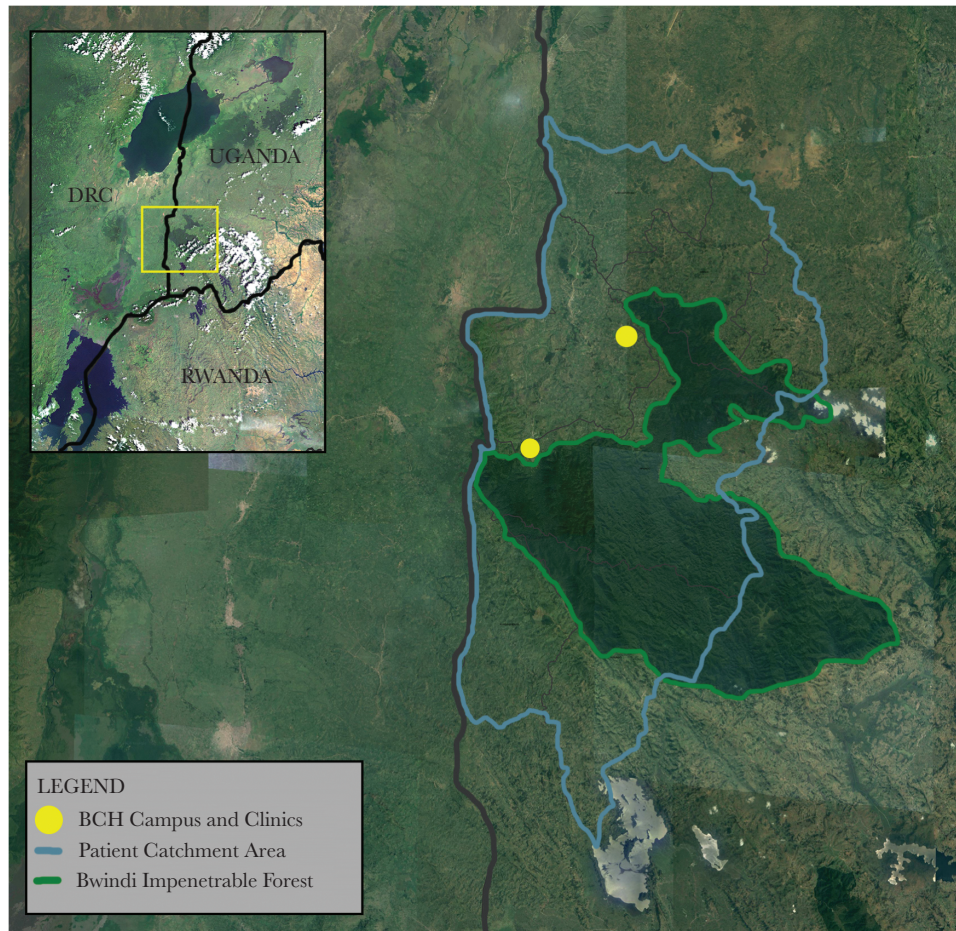 UGANDA
DRC
RWANDA
LEGEND
BCH Campus and Clinics
Patient Catchment Area
Bwindi Impenetrable Forest